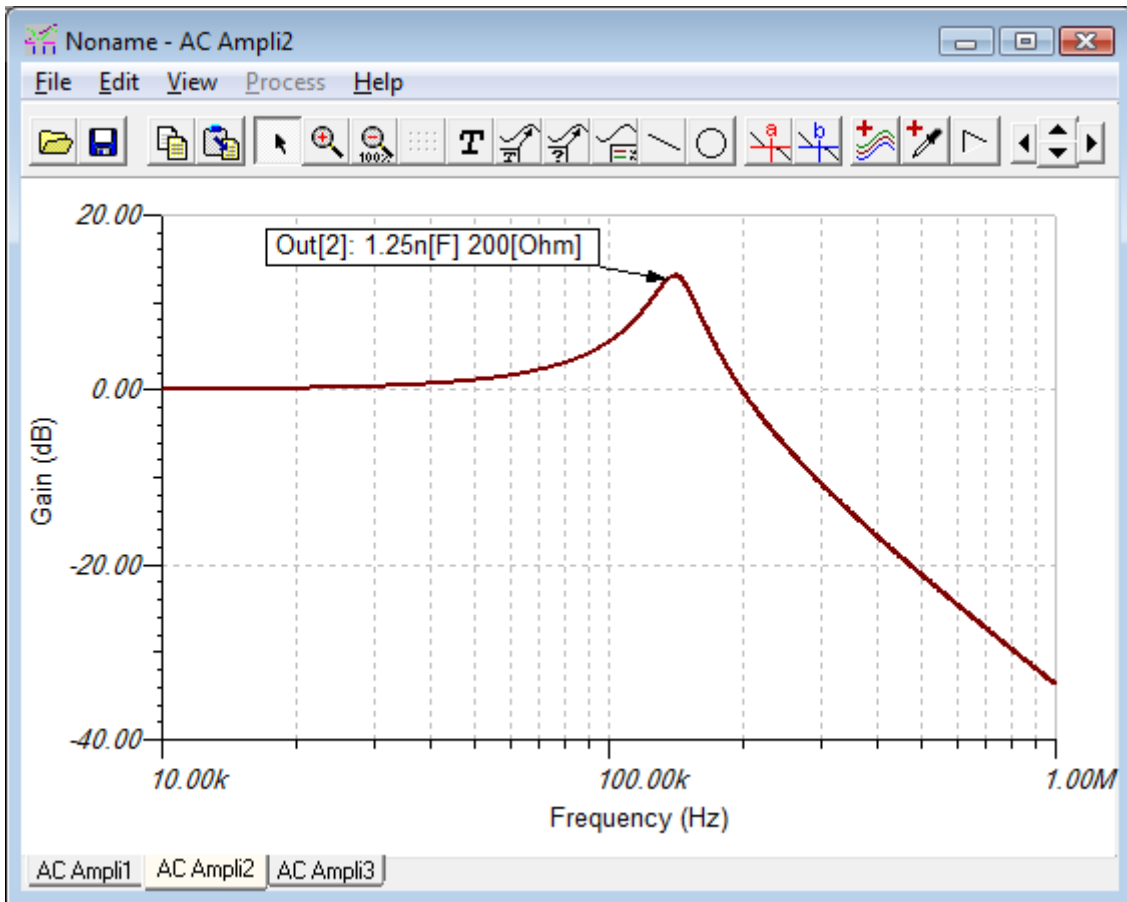 Noname - AC Ampli2
File Edit View Process Help
100% T T ? =x a b
20.00
Out[2]: 1.25n[F] 200[Ohm]
0.00
Gain (dB)
-20.00
-40.00
10.00k 100.00k 1.00M
Frequency (Hz)
AC Ampli1 AC Ampli2 AC Ampli3